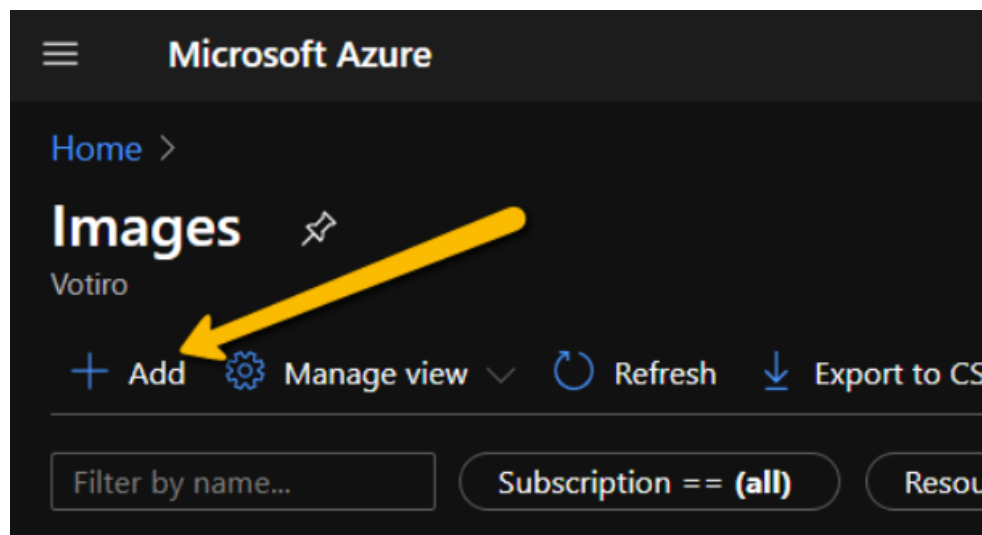 Microsoft Azure
Home >
Images
Votiro
Add Manage view Refresh Export to CS
Filter by name... Subscription == (all) Resou